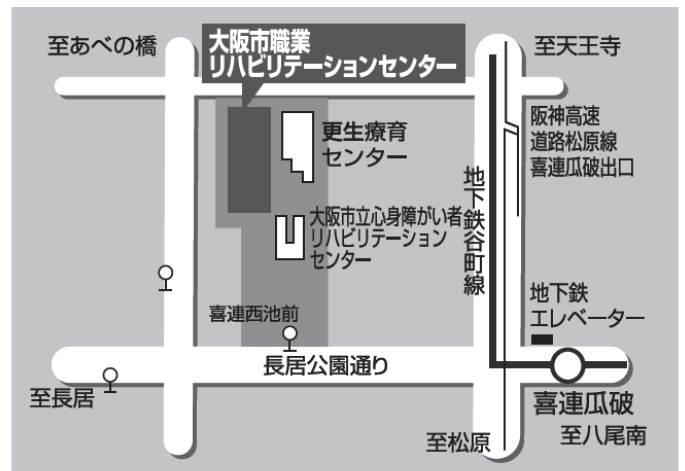 至あべの橋
大阪市職業
リハビリテーションセンター
至天王寺
阪神高速
道路松原線
喜連瓜破出口
更生療育
センター
地下鉄谷町線
大阪市立心身障がい者
リハビリテーション
センター
地下鉄
エレベーター
喜連西池前
長居公園通り
至長居
喜連瓜破
至松原
至八尾南